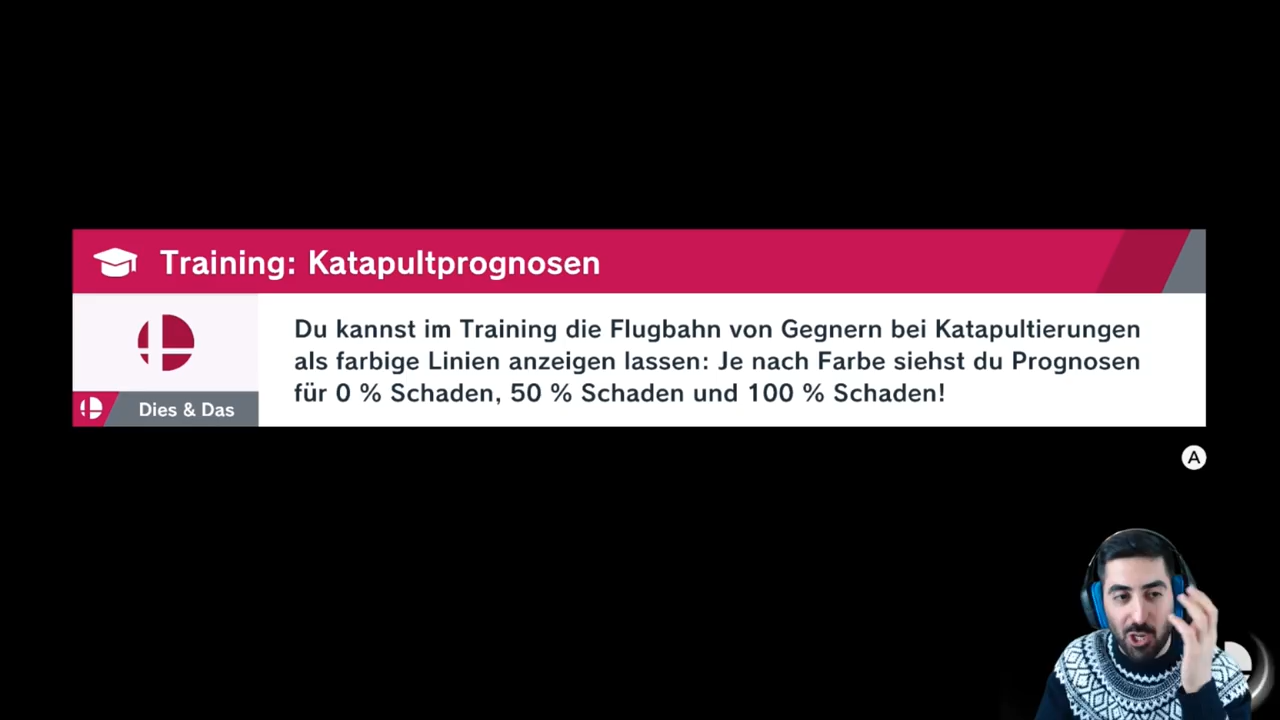 Training: Katapultprognosen
Du kannst im Training die Flugbahn von Gegnern bei Katapultierungen
als farbige Linien anzeigen lassen: Je nach Farbe siehst du Prognosen
für 0 % Schaden, 50 % Schaden und 100 % Schaden!
Dies & Das
A